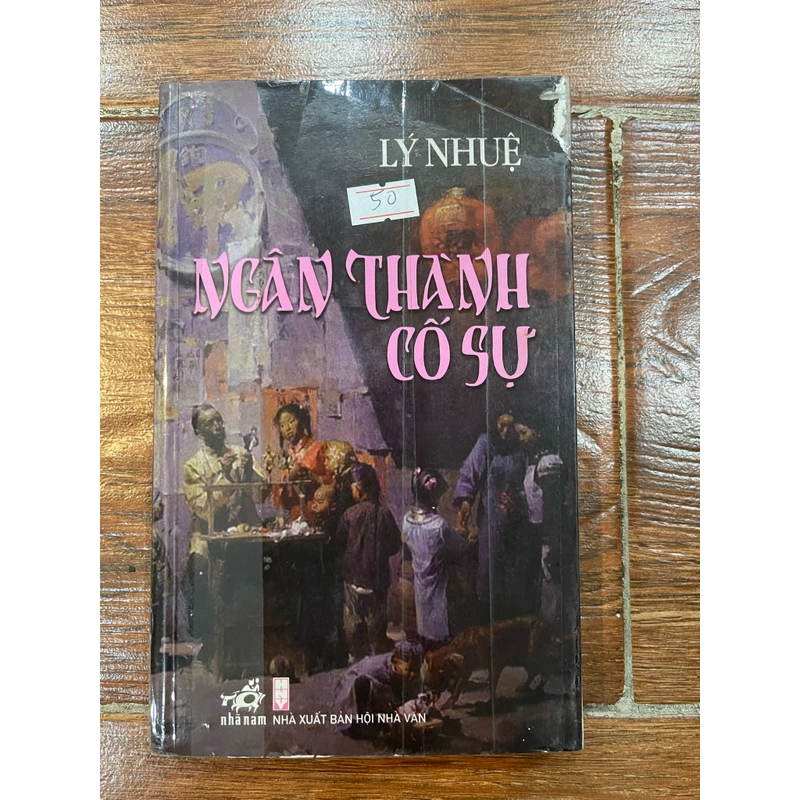 LÝ NHUỆ
50
NGÂN THÀNH
CỐ SỰ
nhã nam
NHÀ XUẤT BẢN HỘI NHÀ VĂN